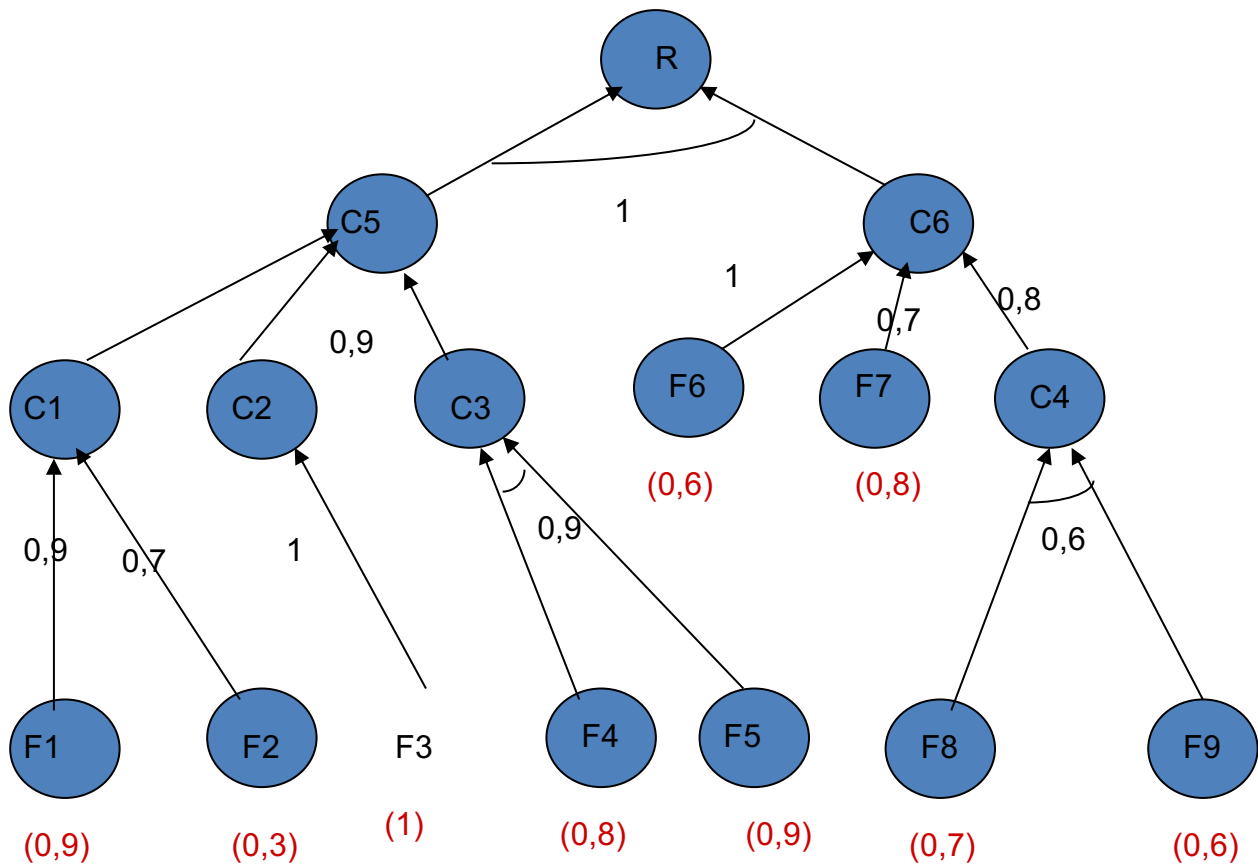 R
C5
C6
1
1
0,8
0,7
0,9
C1
C2
C3
F6
F7
C4
(0,6)
(0,8)
0,9
0,7
1
0,9
0,6
F1
F2
F3
F4
F5
F8
F9
(0,9)
(0,3)
(1)
(0,8)
(0,9)
(0,7)
(0,6)